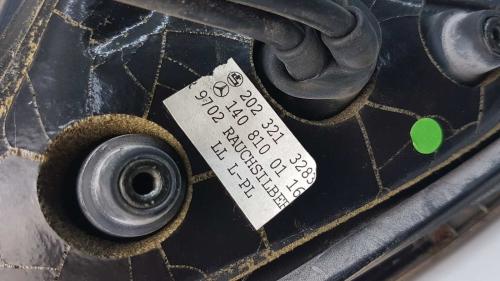 202 321 3283
140 810 01 16
9702 RAUCHSILBER
LL L-PL